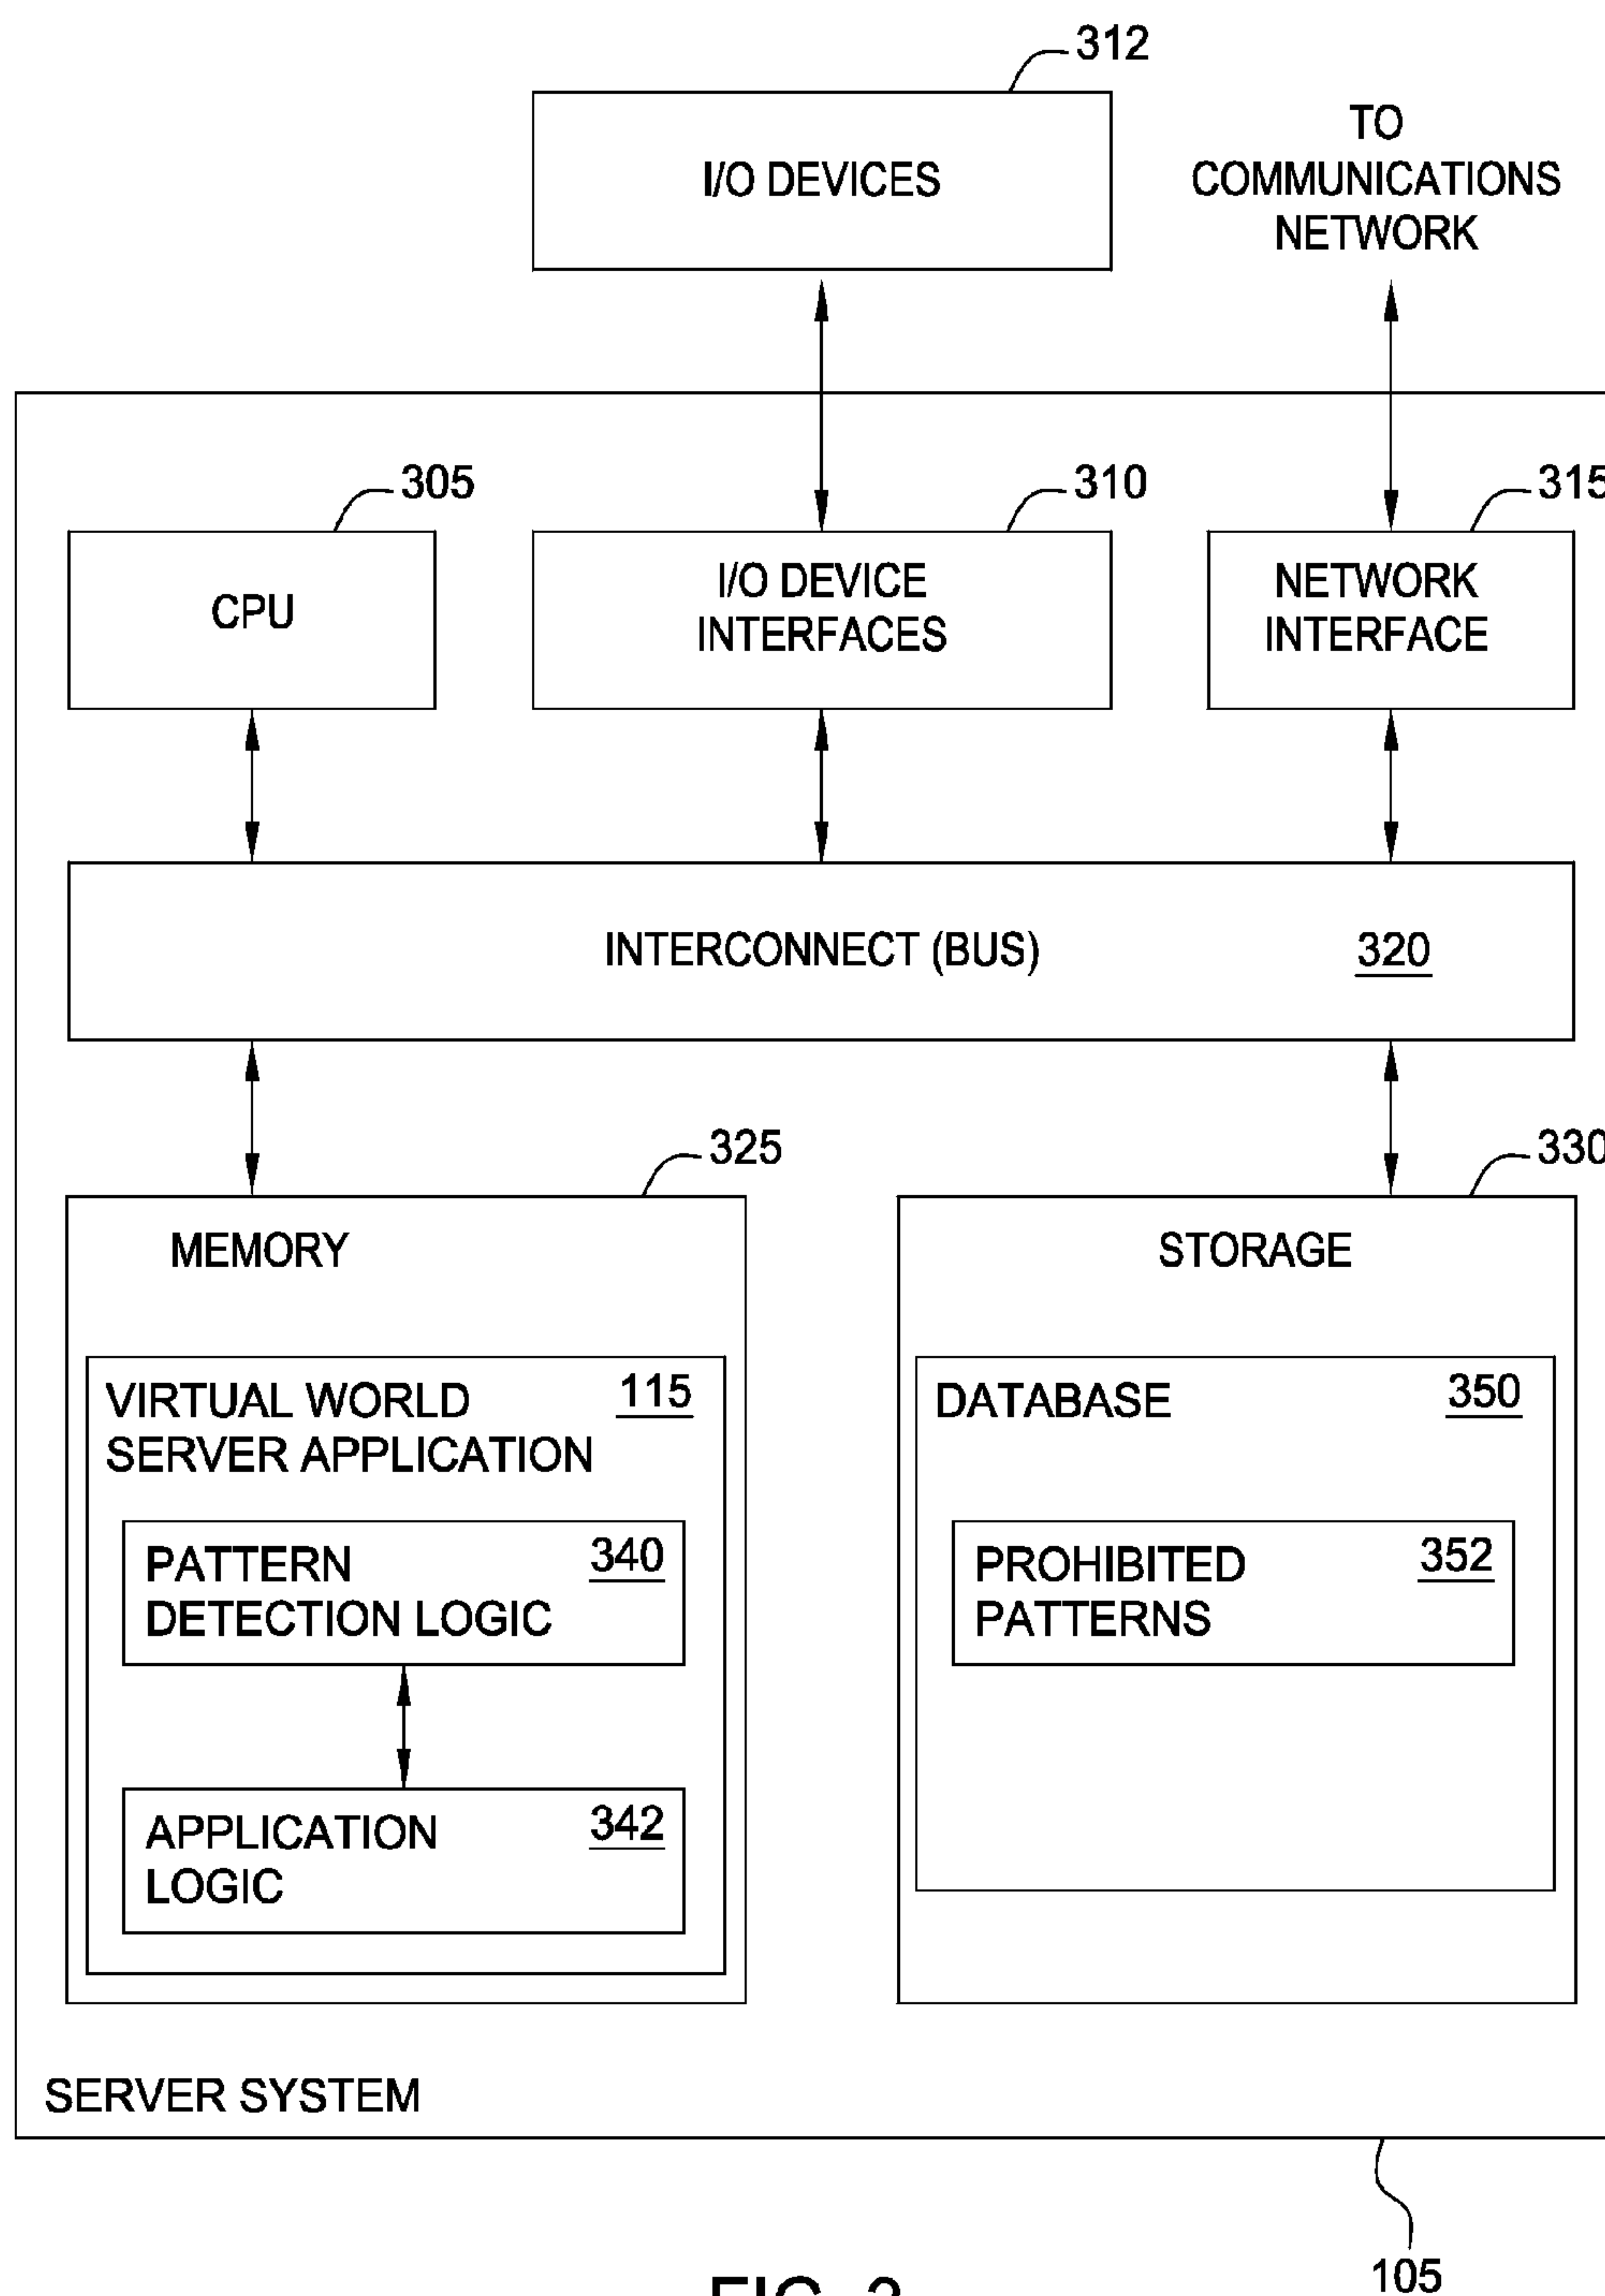 312
I/O DEVICES
TO
COMMUNICATIONS
NETWORK
305
310
315
CPU
I/O DEVICE
INTERFACES
NETWORK
INTERFACE
INTERCONNECT (BUS)
320
325
330
MEMORY
STORAGE
VIRTUAL WORLD
SERVER APPLICATION
115
DATABASE
350
PATTERN
DETECTION LOGIC
340
PROHIBITED
PATTERNS
352
APPLICATION
LOGIC
342
SERVER SYSTEM
105
FIG.